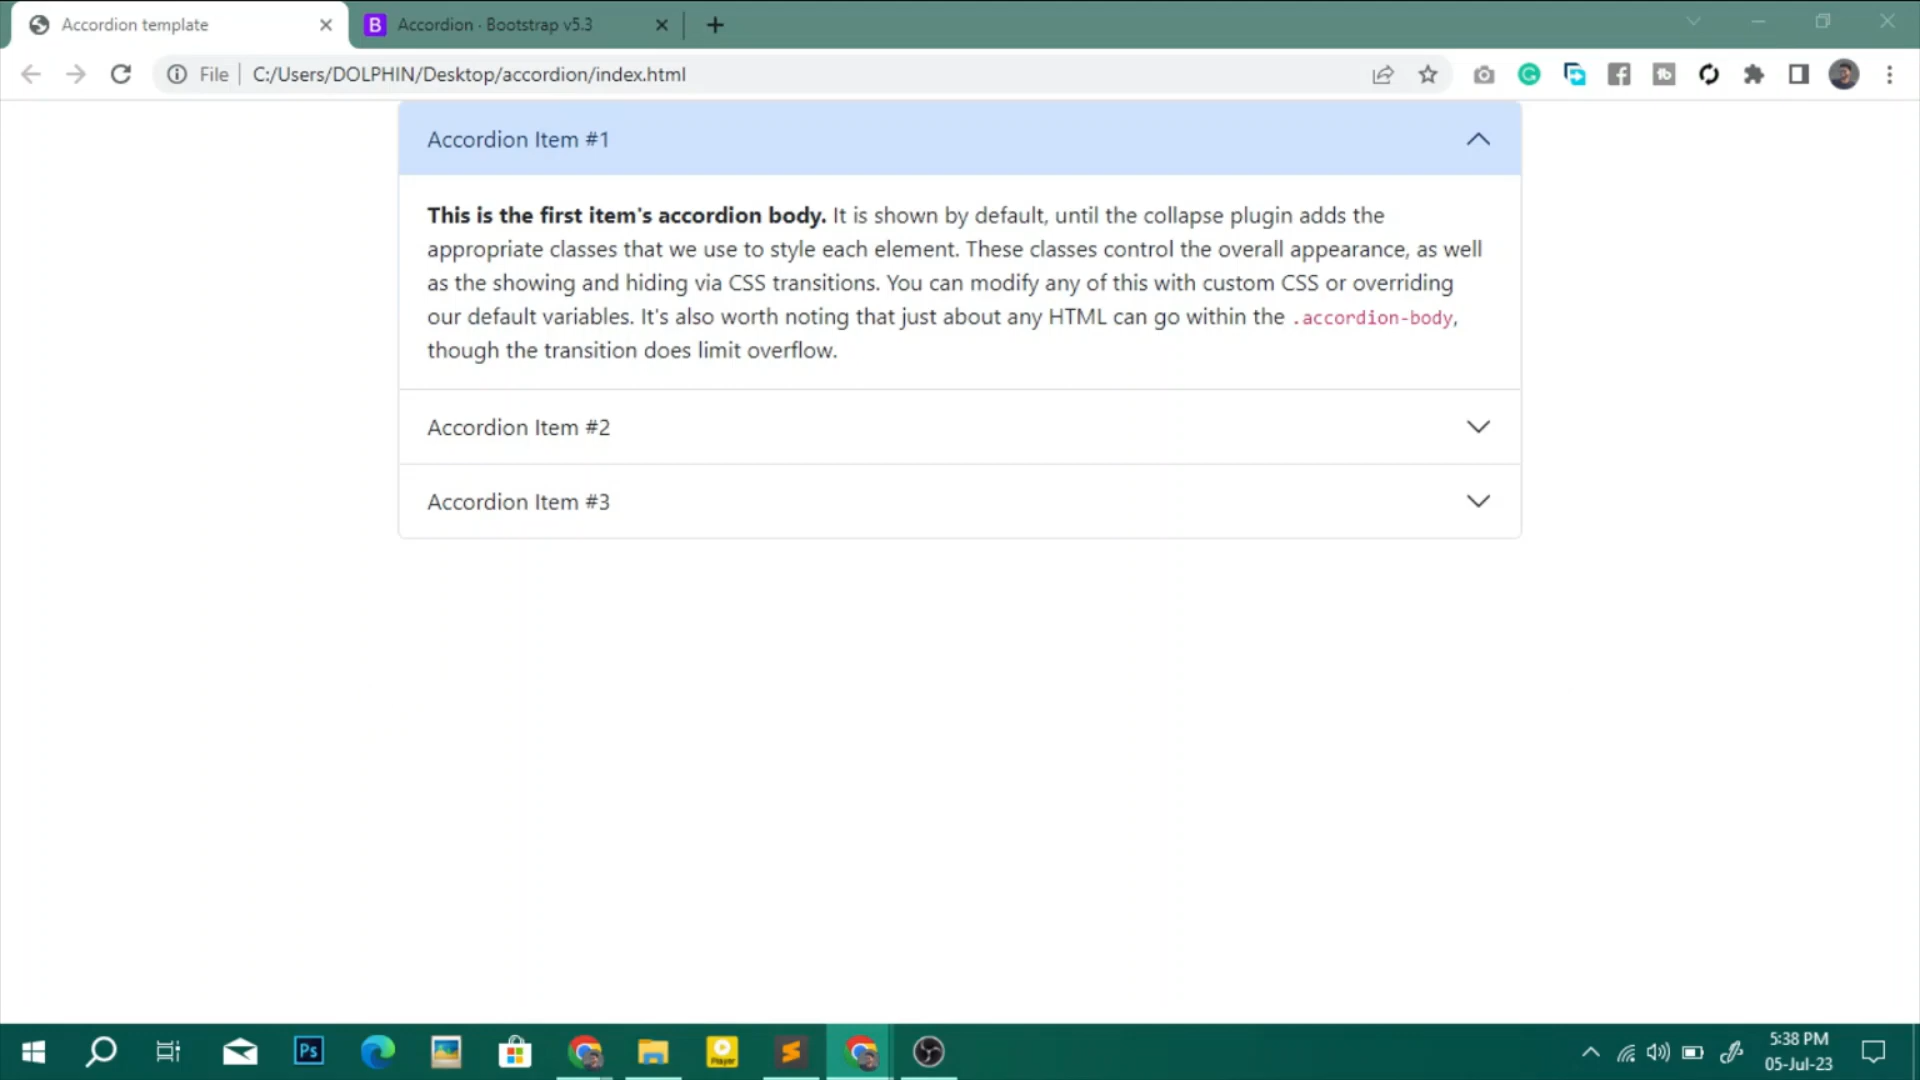 Accordion template
B Accordion · Bootstrap v5.3
File C:/Users/DOLPHIN/Desktop/accordion/index.html
Accordion Item #1
This is the first item's accordion body. It is shown by default, until the collapse plugin adds the
appropriate classes that we use to style each element. These classes control the overall appearance, as well
as the showing and hiding via CSS transitions. You can modify any of this with custom CSS or overriding
our default variables. It's also worth noting that just about any HTML can go within the .accordion-body,
though the transition does limit overflow.
Accordion Item #2
Accordion Item #3
Ps
Player
5:38 PM
05-Jul-23